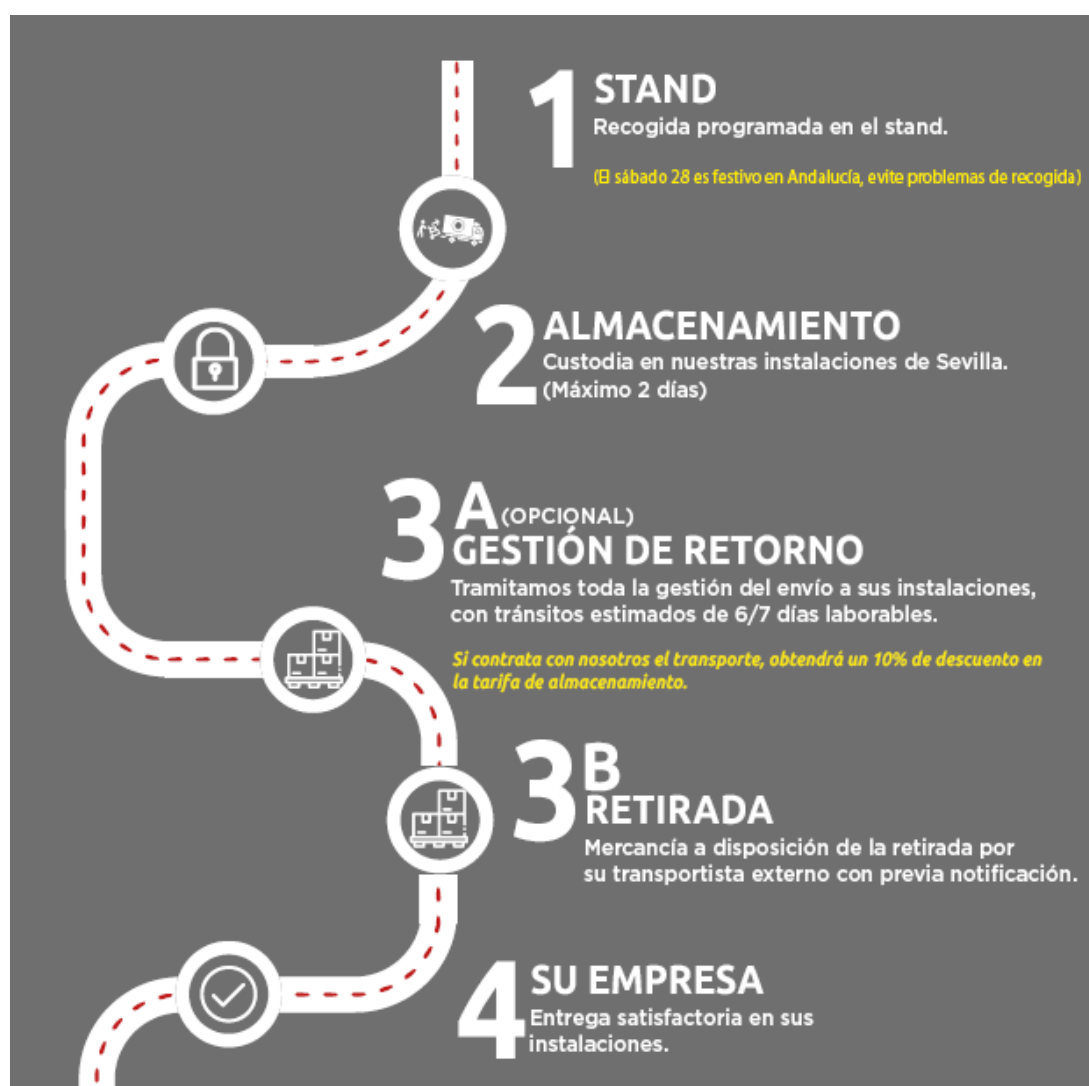 1 STAND
Recogida programada en el stand.
(El sábado 28 es festivo en Andalucía, evite problemas de recogida)
2 ALMACENAMIENTO
Custodia en nuestras instalaciones de Sevilla.
(Máximo 2 días)
3 A (OPCIONAL)
GESTIÓN DE RETORNO
Tramitamos toda la gestión del envío a sus instalaciones,
con tránsitos estimados de 6/7 días laborables.
Si contrata con nosotros el transporte, obtendrá un 10% de descuento en
la tarifa de almacenamiento.
3 B
RETIRADA
Mercancía a disposición de la retirada por
su transportista externo con previa notificación.
4 SU EMPRESA
Entrega satisfactoria en sus
instalaciones.